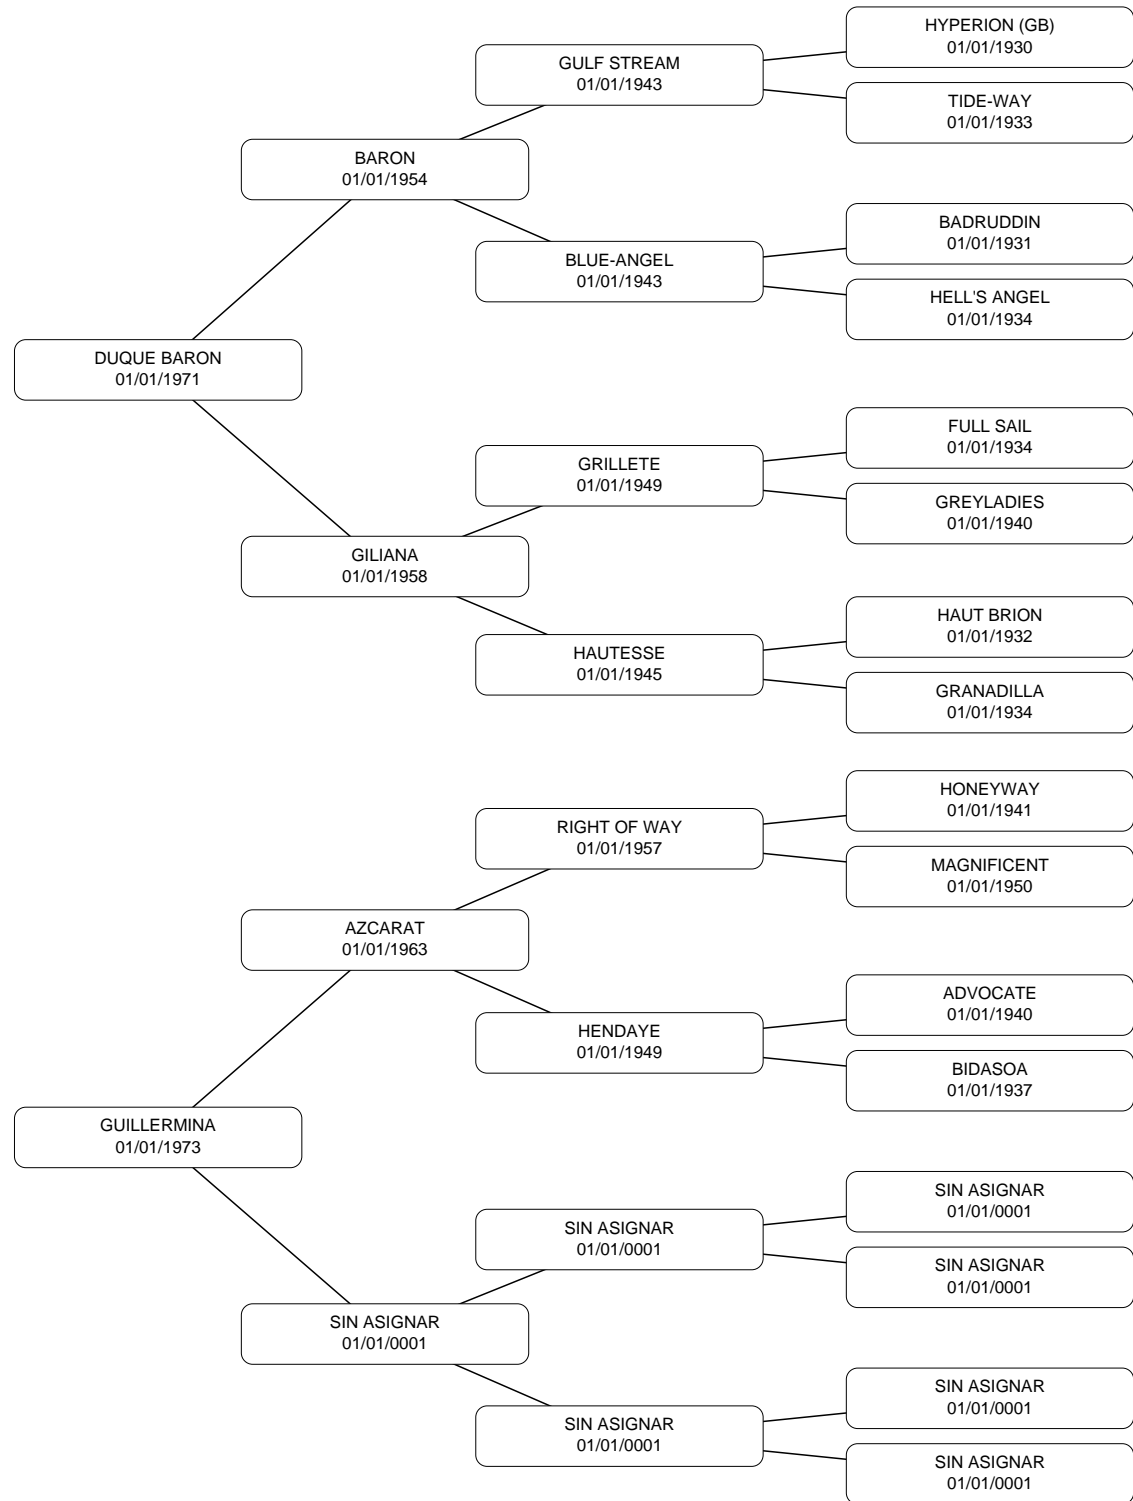 HYPERION (GB)
01/01/1930
GULF STREAM
01/01/1943
TIDE-WAY
01/01/1933
BARON
01/01/1954
BADRUDDIN
01/01/1931
BLUE-ANGEL
01/01/1943
HELL'S ANGEL
01/01/1934
DUQUE BARON
01/01/1971
FULL SAIL
01/01/1934
GRILLETE
01/01/1949
GREYLADIES
01/01/1940
GILIANA
01/01/1958
HAUT BRION
01/01/1932
HAUTESSE
01/01/1945
GRANADILLA
01/01/1934
HONEYWAY
01/01/1941
RIGHT OF WAY
01/01/1957
MAGNIFICENT
01/01/1950
AZCARAT
01/01/1963
ADVOCATE
01/01/1940
HENDAYE
01/01/1949
BIDASOA
01/01/1937
GUILLERMINA
01/01/1973
SIN ASIGNAR
01/01/0001
SIN ASIGNAR
01/01/0001
SIN ASIGNAR
01/01/0001
SIN ASIGNAR
01/01/0001
SIN ASIGNAR
01/01/0001
SIN ASIGNAR
01/01/0001
SIN ASIGNAR
01/01/0001